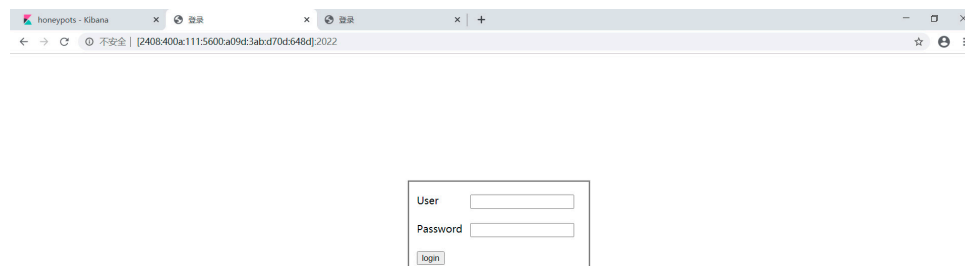 honeypots - Kibana
登录
登录
不安全 | [2408:400a:111:5600:a09d:3ab:d70d:648d]:2022
User
Password
login